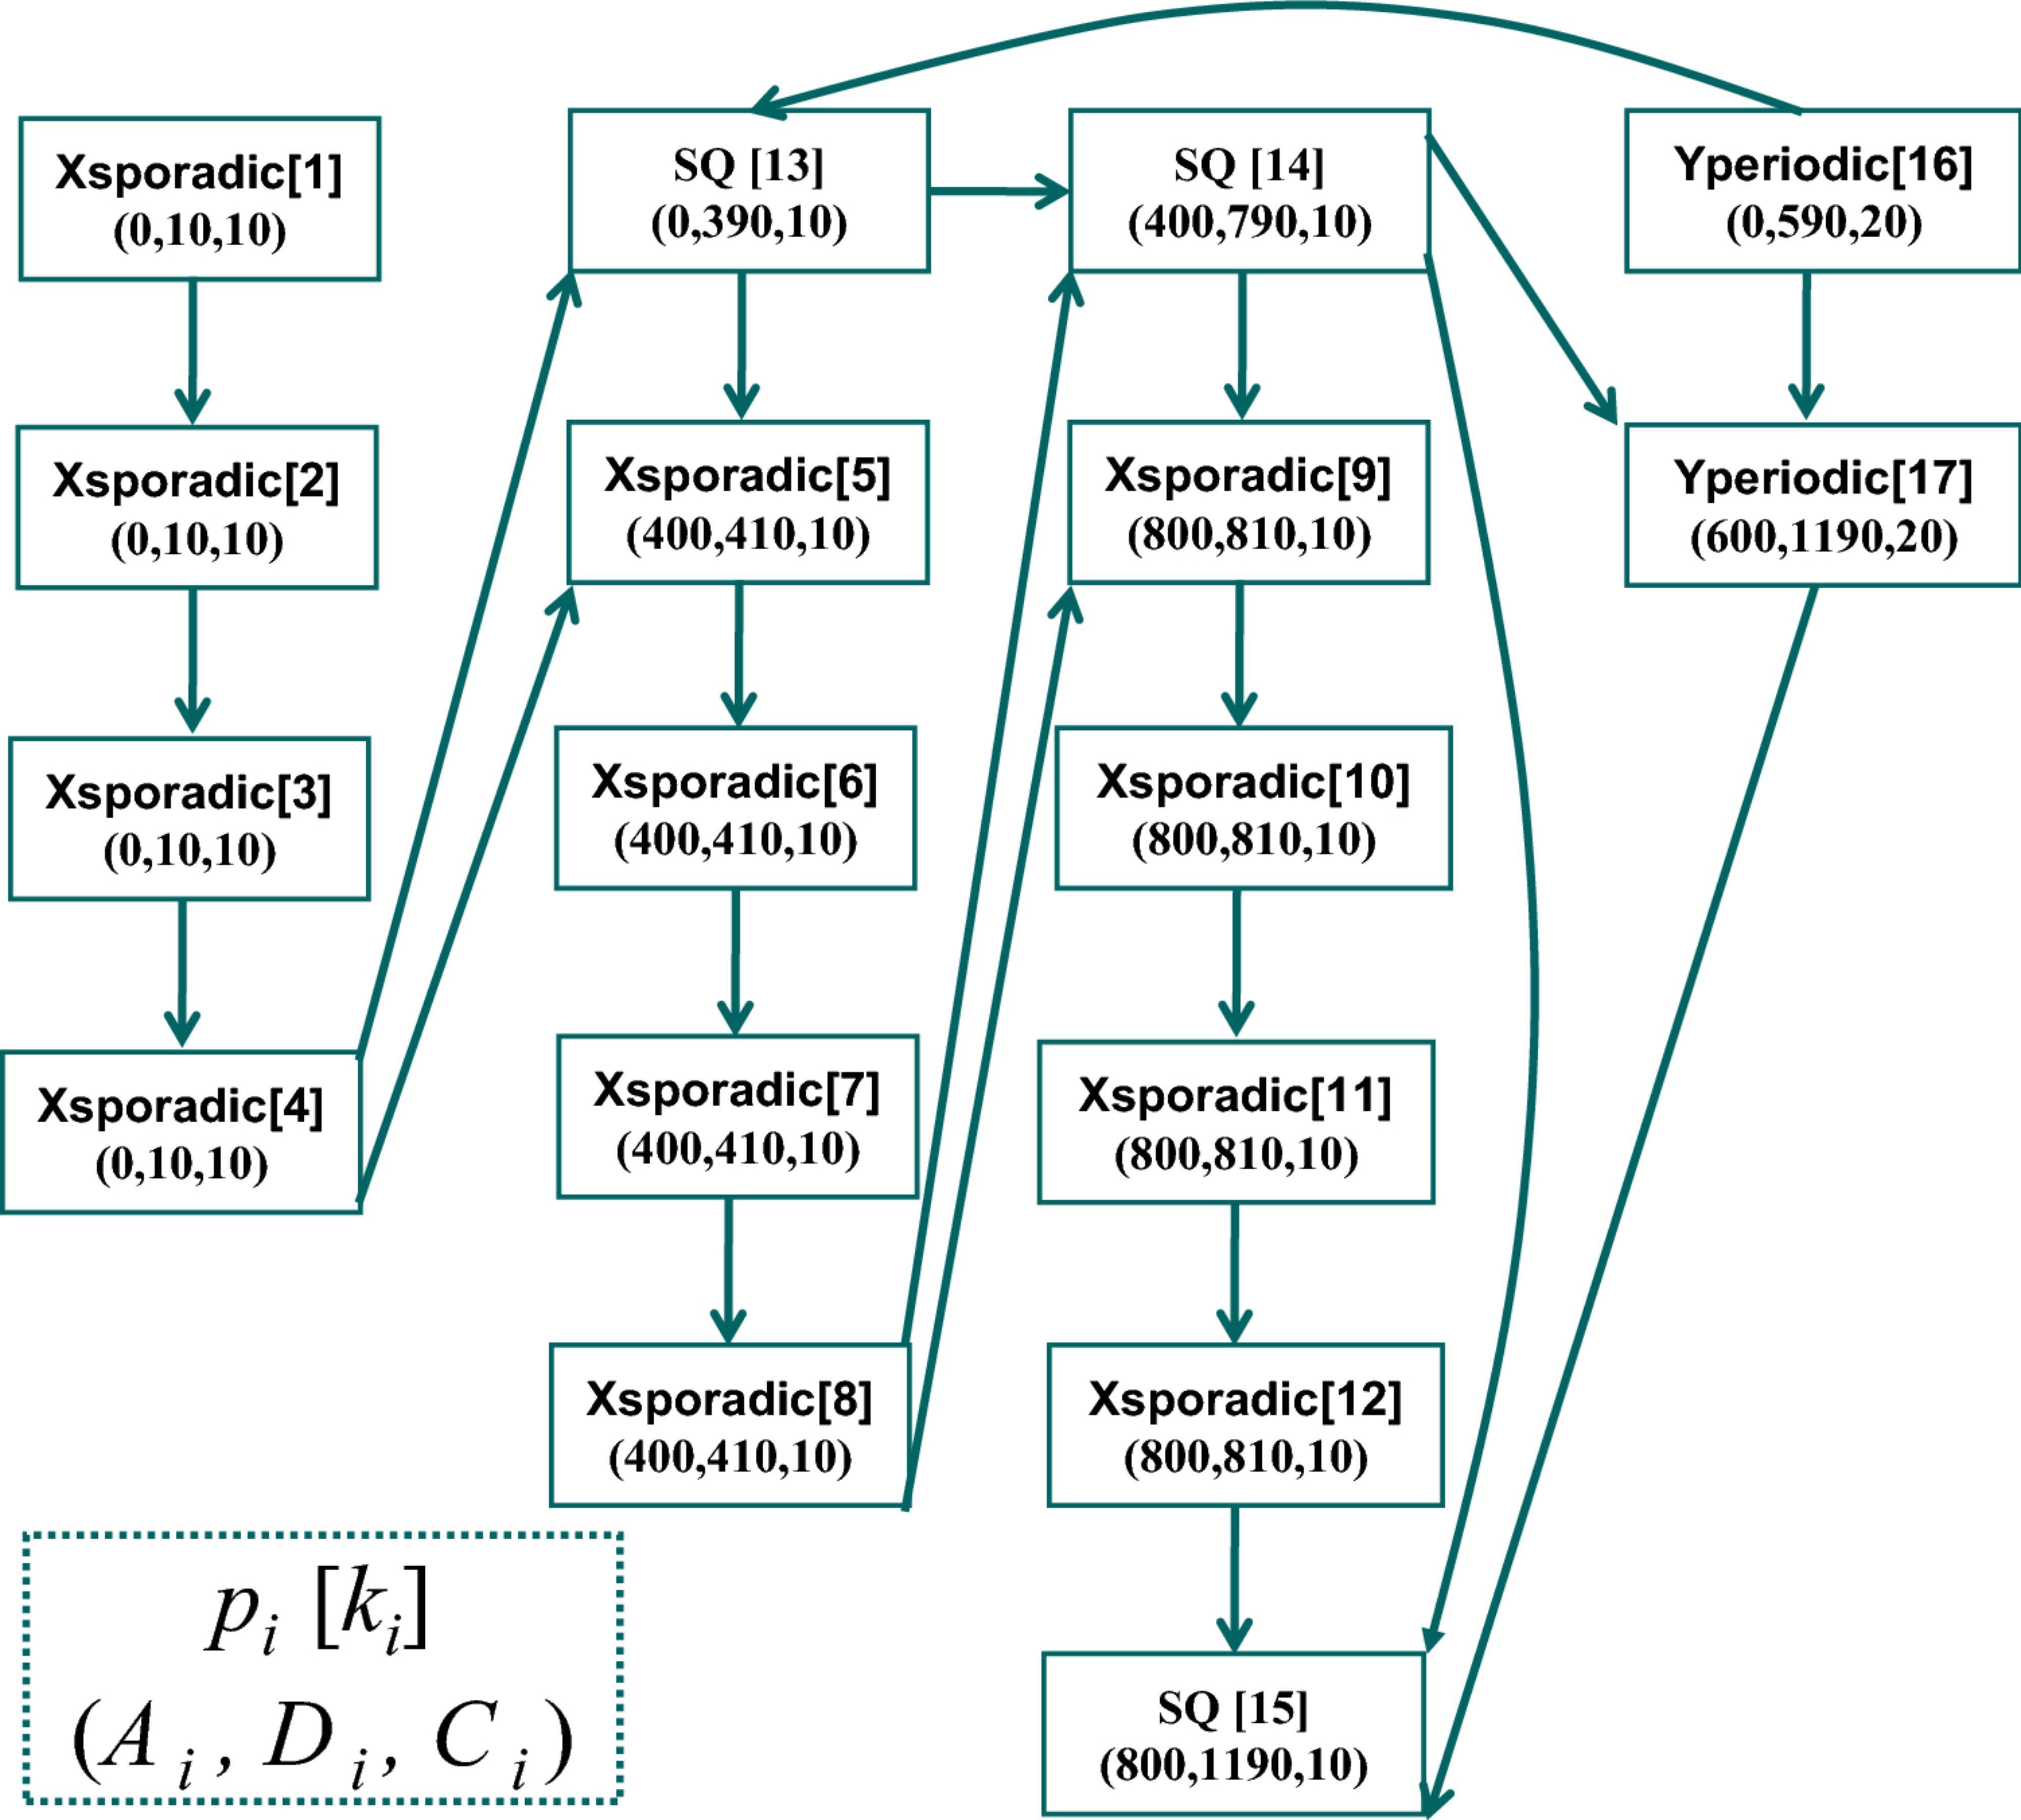 Xsporadic[1]
(0,10,10)
Xsporadic[2]
(0,10,10)
Xsporadic[3]
(0,10,10)
Xsporadic[4]
(0,10,10)
SQ [13]
(0,390,10)
Xsporadic[5]
(400,410,10)
Xsporadic[6]
(400,410,10)
Xsporadic[7]
(400,410,10)
Xsporadic[8]
(400,410,10)
SQ [14]
(400,790,10)
Xsporadic[9]
(800,810,10)
Xsporadic[10]
(800,810,10)
Xsporadic[11]
(800,810,10)
Xsporadic[12]
(800,810,10)
SQ [15]
(800,1190,10)
Yperiodic[16]
(0,590,20)
Yperiodic[17]
(600,1190,20)
p i [k i]
(A i, D i, C i)